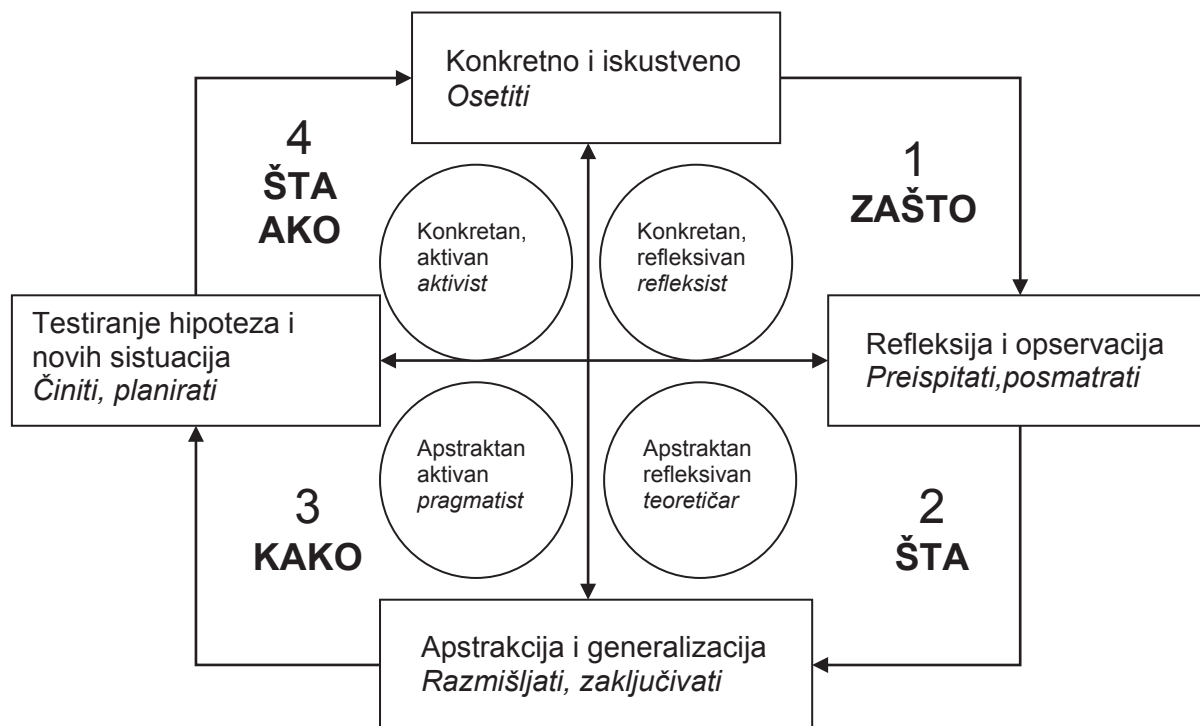 Konkretno i iskustveno
Osetiti
4
ŠTA
AKO
1
ZAŠTO
Konkretan,
aktivan
aktivist
Konkretan,
refleksivan
refleksist
Testiranje hipoteza i
novih sistuacija
Činiti, planirati
Refleksija i opservacija
Preispitati,posmatrati
Apstraktan
aktivan
pragmatist
Apstraktan
refleksivan
teoretičar
3
KAKO
2
ŠTA
Apstrakcija i generalizacija
Razmišljati, zaključivati